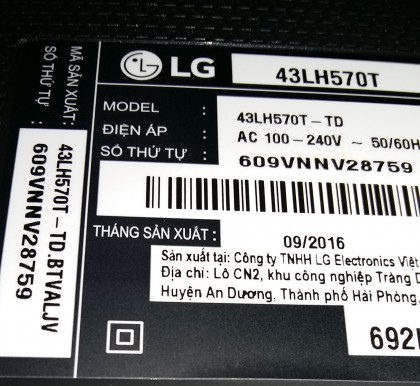 LG
43LH570T
MODEL : 43LH570T-TD
ĐIỆN ÁP : AC 100-240V ~ 50/60H
SỐ THỨ TỰ : 609VNNV28759
THÁNG SẢN XUẤT : 09/2016
Sản xuất tại: Công ty TNHH LG Electronics Việt
Địa chỉ: Lô CN2, khu công nghiệp Tràng D
Huyện An Dương, Thành phố Hải Phòng,
MÃ SẢN XUẤT: 43LH570T-TD.BTVALJV
SỐ THỨ TỰ : 609VNNV28759